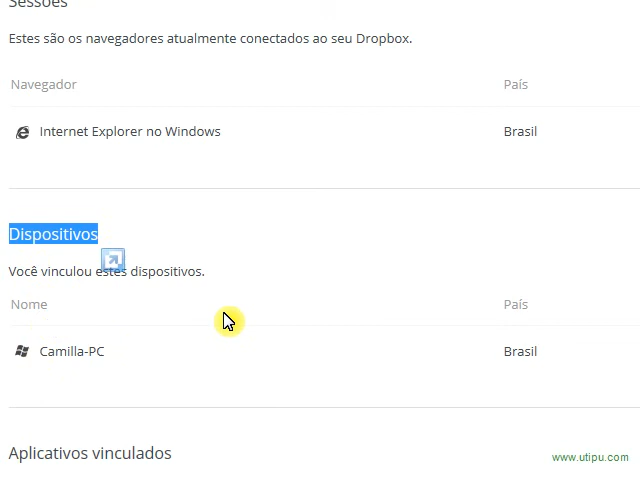 Sessões
Estes são os navegadores atualmente conectados ao seu Dropbox.
Navegador País
Internet Explorer no Windows Brasil
Dispositivos
Você vinculou estes dispositivos.
Nome País
Camilla-PC Brasil
Aplicativos vinculados
www.utipu.com